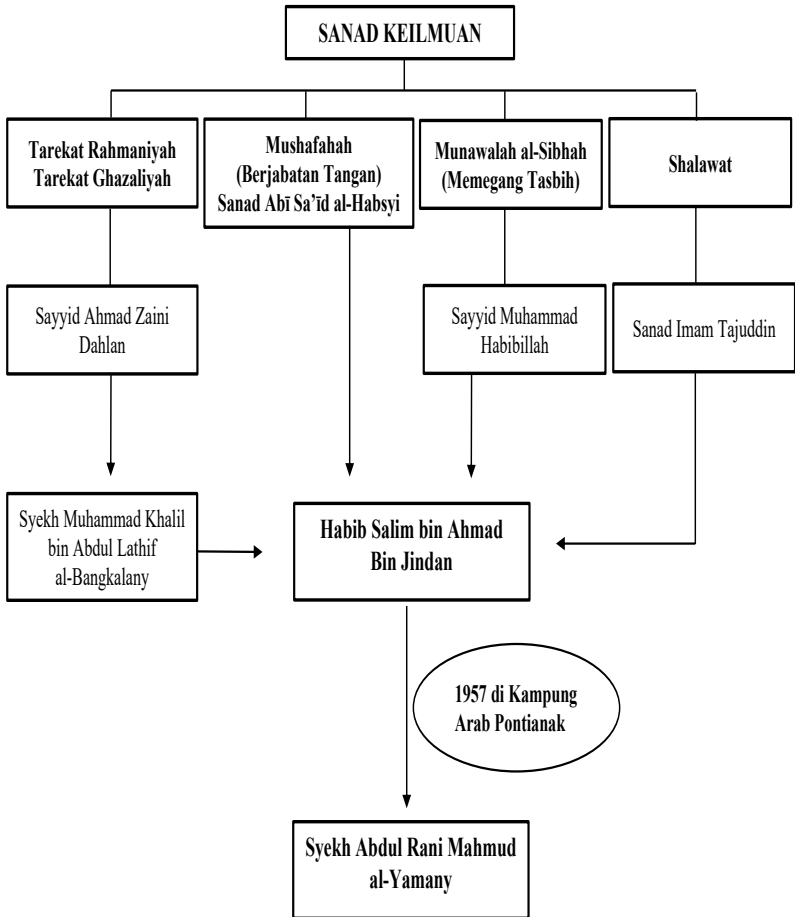 SANAD KEILMUAN
Tarekat Rahmaniyah
Tarekat Ghazaliyah
Mushafahah
(Berjabatan Tangan)
Sanad Abī Sa’īd al-Habsyi
Munawalah al-Sibhah
(Memegang Tasbih)
Shalawat
Sayyid Ahmad Zaini
Dahlan
Sayyid Muhammad
Habibillah
Sanad Imam Tajuddin
Syekh Muhammad Khalil
bin Abdul Lathif
al-Bangkalany
Habib Salim bin Ahmad
Bin Jindan
1957 di Kampung
Arab Pontianak
Syekh Abdul Rani Mahmud
al-Yamany